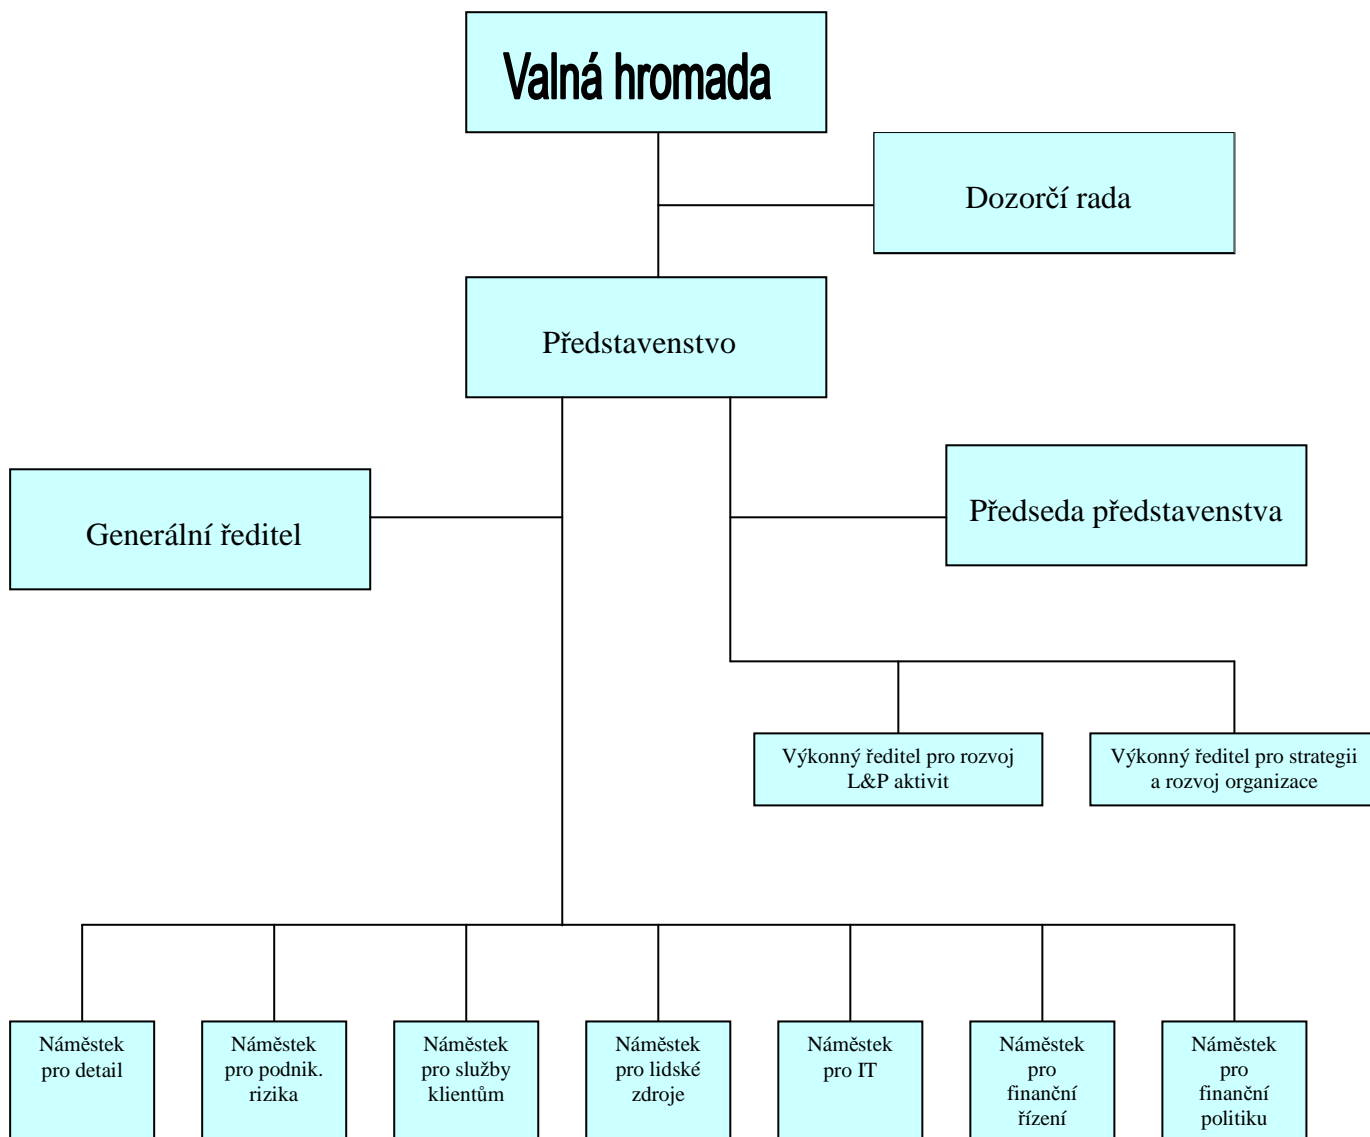 Valná hromada
Dozorčí rada
Představenstvo
Generální ředitel
Předseda představenstva
Výkonný ředitel pro rozvoj
L&P aktivit
Výkonný ředitel pro strategii
a rozvoj organizace
Náměstek
pro detail
Náměstek
pro podnik.
rizika
Náměstek
pro služby
klientům
Náměstek
pro lidské
zdroje
Náměstek
pro IT
Náměstek
pro
finanční
řízení
Náměstek
pro
finanční
politiku